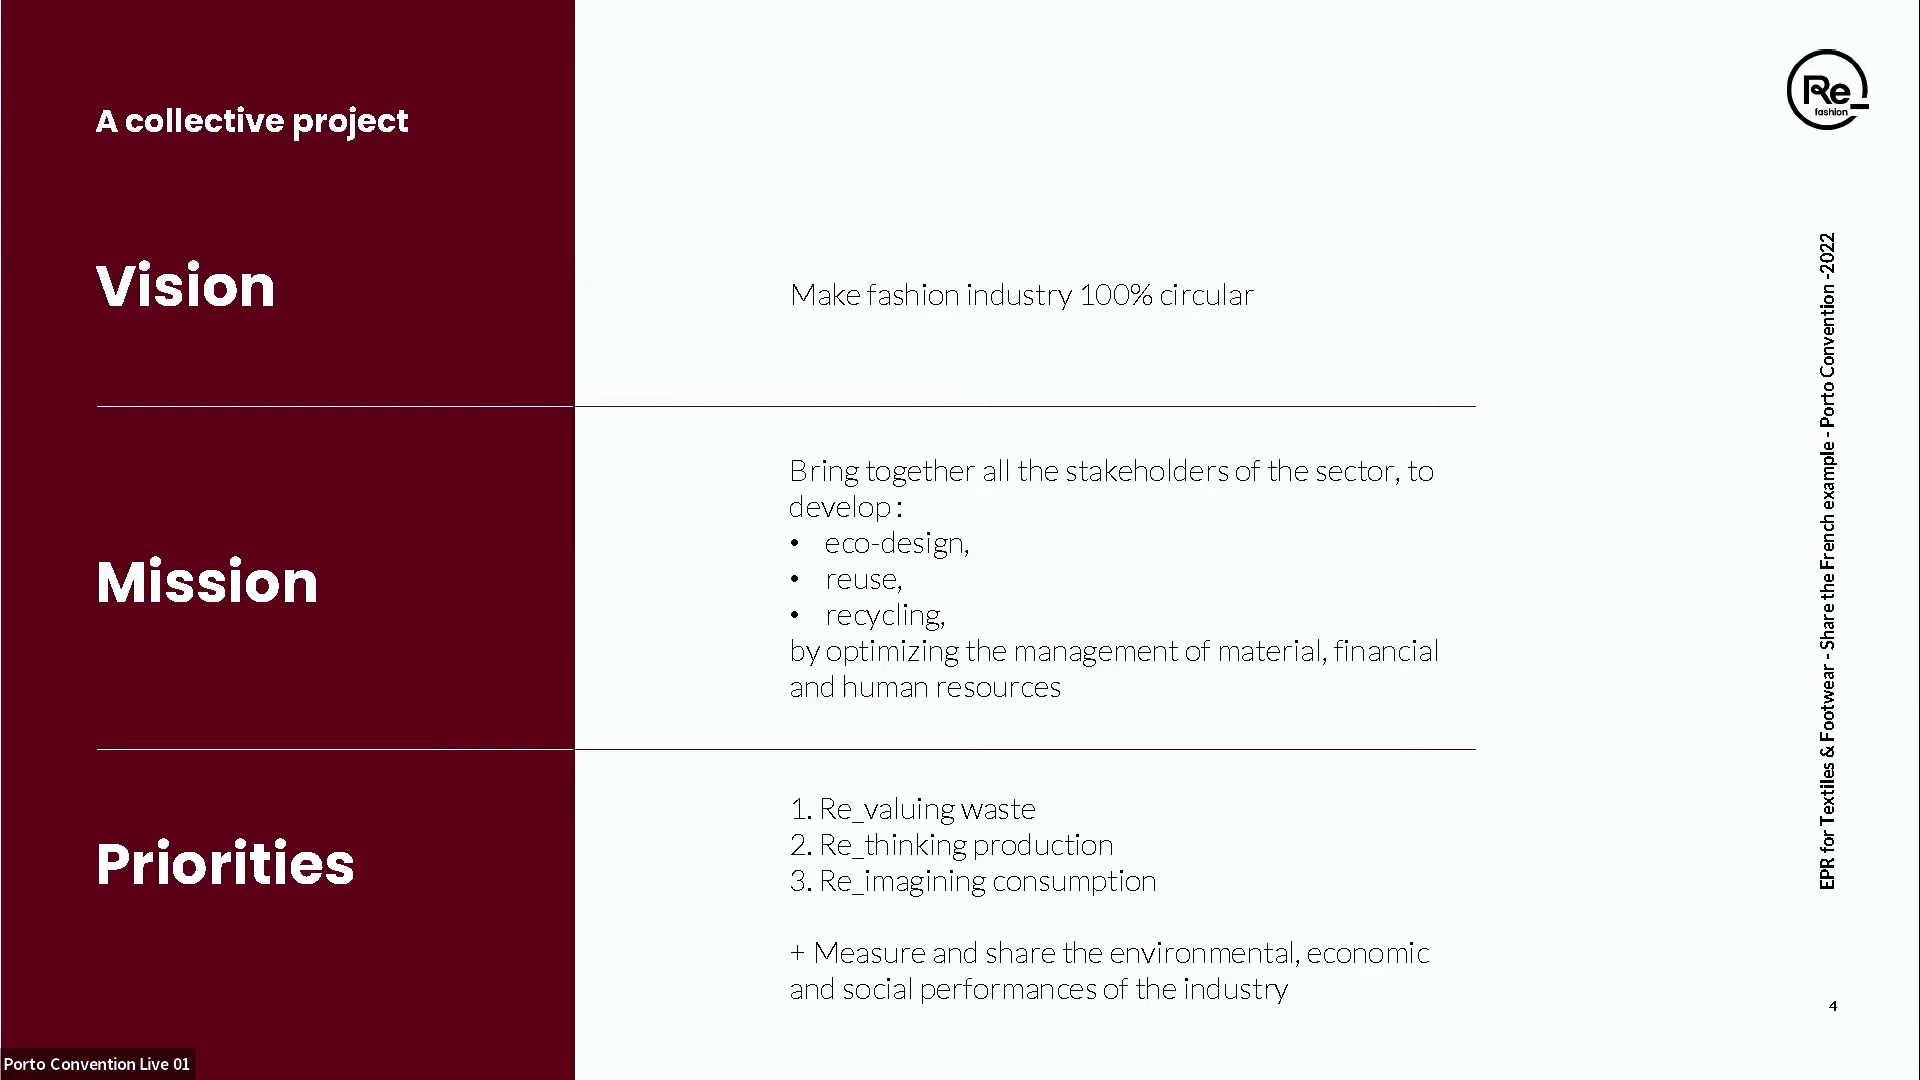 A collective project
Re_
fashion
Vision
Make fashion industry 100% circular
Mission
Bring together all the stakeholders of the sector, to
develop :
• eco-design,
• reuse,
• recycling,
by optimizing the management of material, financial
and human resources
Priorities
1. Re_valuing waste
2. Re_thinking production
3. Re_imagining consumption
+ Measure and share the environmental, economic
and social performances of the industry
EPR for Textiles & Footwear - Share the French example - Porto Convention -2022
4
Porto Convention Live 01